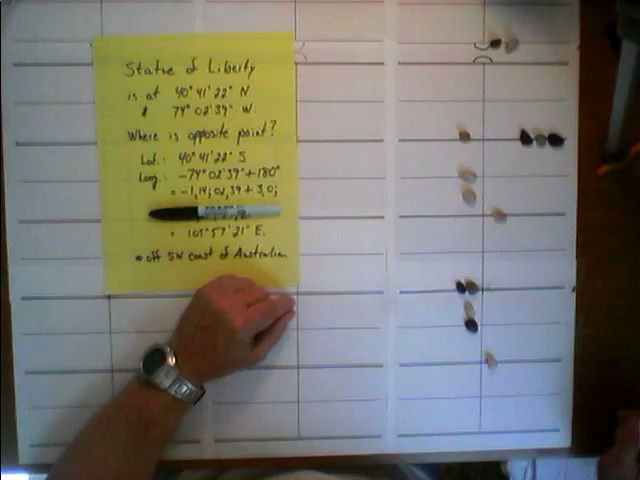 Statue of Liberty
is at 40° 41' 22" N
74° 02' 39" W.
Where is opposite point?
Lat.: 40° 41' 22" S
Long.: -74° 02' 39" + 180°
= -1,14; 02, 39 + 3,0;
= 105° 57' 21" E.
off SW coast of Australian